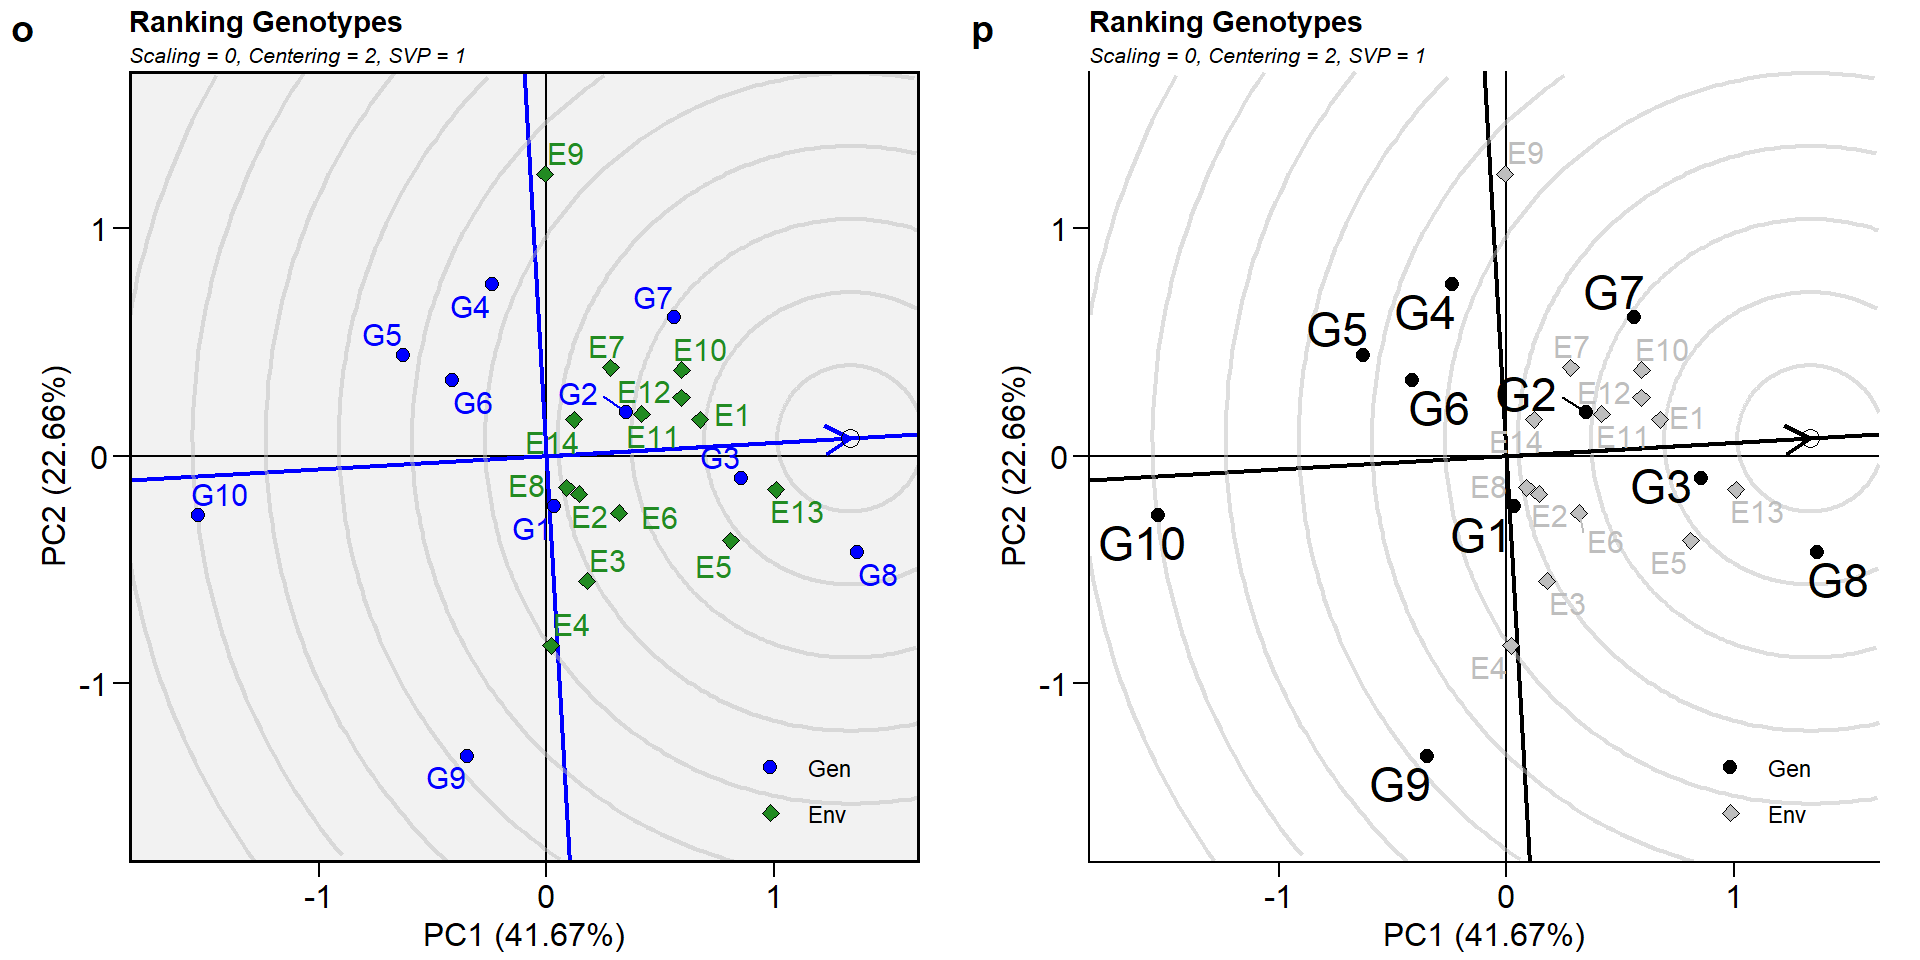 o
Ranking Genotypes
Scaling = 0, Centering = 2, SVP = 1
E9
1
G4
G7
G5
E7
E10
G6
G2
E12
E1
E14
E11
0
G3
G10
E8
G1
E2
E6
E13
E3
E5
G8
E4
-1
G9
Gen
Env
-1
0
1
PC1 (41.67%)
PC2 (22.66%)
p
Ranking Genotypes
Scaling = 0, Centering = 2, SVP = 1
E9
1
G7
G4
G5
E7
E10
G2
E12
G6
E1
E14
E11
0
E8
G3
E13
E2
G1
G10
E6
E5
G8
E3
E4
-1
G9
Gen
Env
-1
0
1
PC1 (41.67%)
PC2 (22.66%)